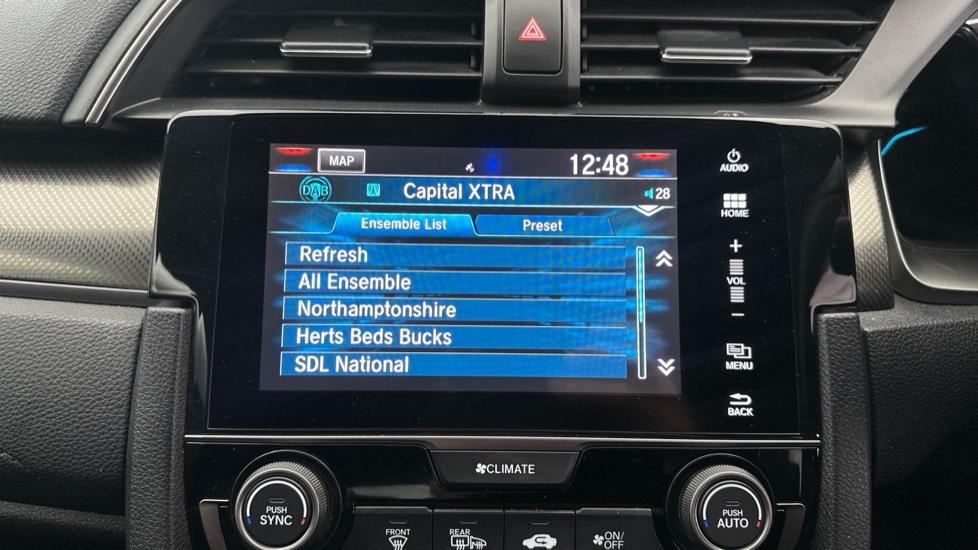 MAP
12:48
AUDIO
DAB
Capital XTRA
28
HOME
Ensemble List
Preset
+
VOL
−
Refresh
All Ensemble
Northamptonshire
Herts Beds Bucks
SDL National
MENU
BACK
CLIMATE
PUSH
SYNC
FRONT
REAR
ON/
OFF
PUSH
AUTO